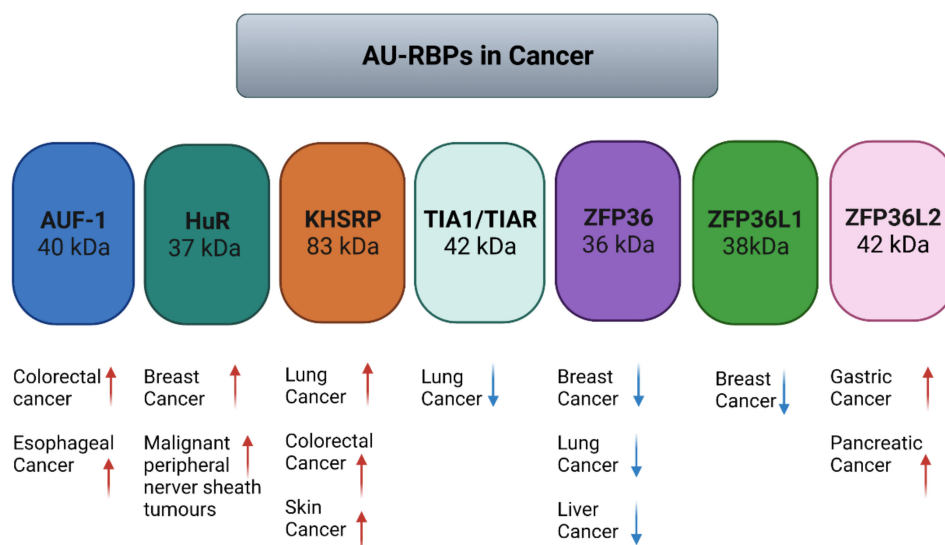 AU-RBPs in Cancer
AUF-1
40 kDa
HuR
37 kDa
KHSRP
83 kDa
TIA1/TIAR
42 kDa
ZFP36
36 kDa
ZFP36L1
38kDa
ZFP36L2
42 kDa
Colorectal
cancer
Esophageal
Cancer
Breast
Cancer
Malignant
peripheral
nerver sheath
tumours
Lung
Cancer
Colorectal
Cancer
Skin
Cancer
Lung
Cancer
Breast
Cancer
Lung
Cancer
Liver
Cancer
Breast
Cancer
Gastric
Cancer
Pancreatic
Cancer